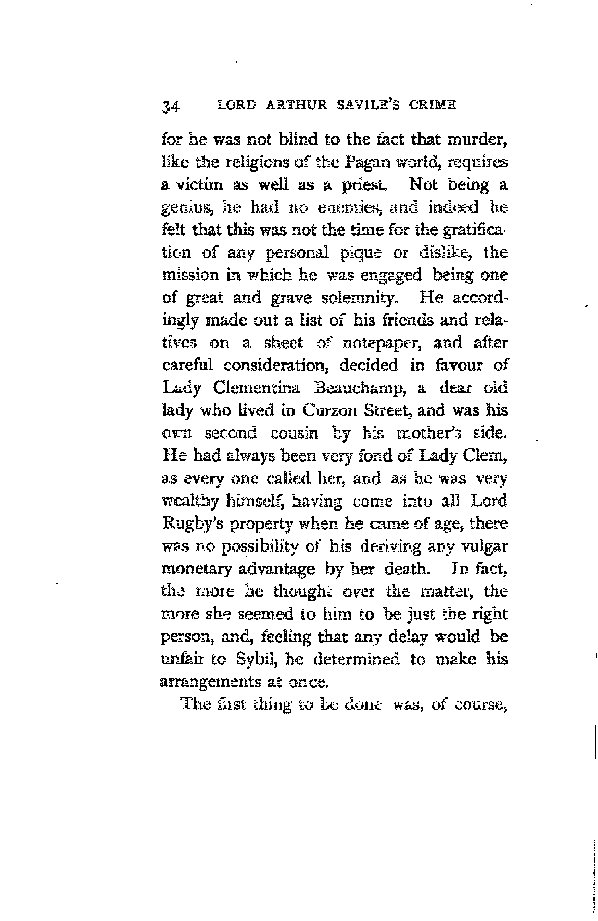 34 LORD ARTHUR SAVILE'S CRIME
for he was not blind to the fact that murder,
like the religions of the Pagan world, requires
a victim as well as a priest. Not being a
genius, he had no enemies, and indeed he
felt that this was not the time for the gratifica-
tion of any personal pique or dislike, the
mission in which he was engaged being one
of great and grave solemnity. He accord-
ingly made out a list of his friends and rela-
tives on a sheet of notepaper, and after
careful consideration, decided in favour of
Lady Clementina Beauchamp, a dear old
lady who lived in Curzon Street, and was his
own second cousin by his mother's side.
He had always been very fond of Lady Clem,
as every one called her, and as he was very
wealthy himself, having come into all Lord
Rugby's property when he came of age, there
was no possibility of his deriving any vulgar
monetary advantage by her death. In fact,
the more he thought over the matter, the
more she seemed to him to be just the right
person, and, feeling that any delay would be
unfair to Sybil, he determined to make his
arrangements at once.
The first thing to be done was, of course,